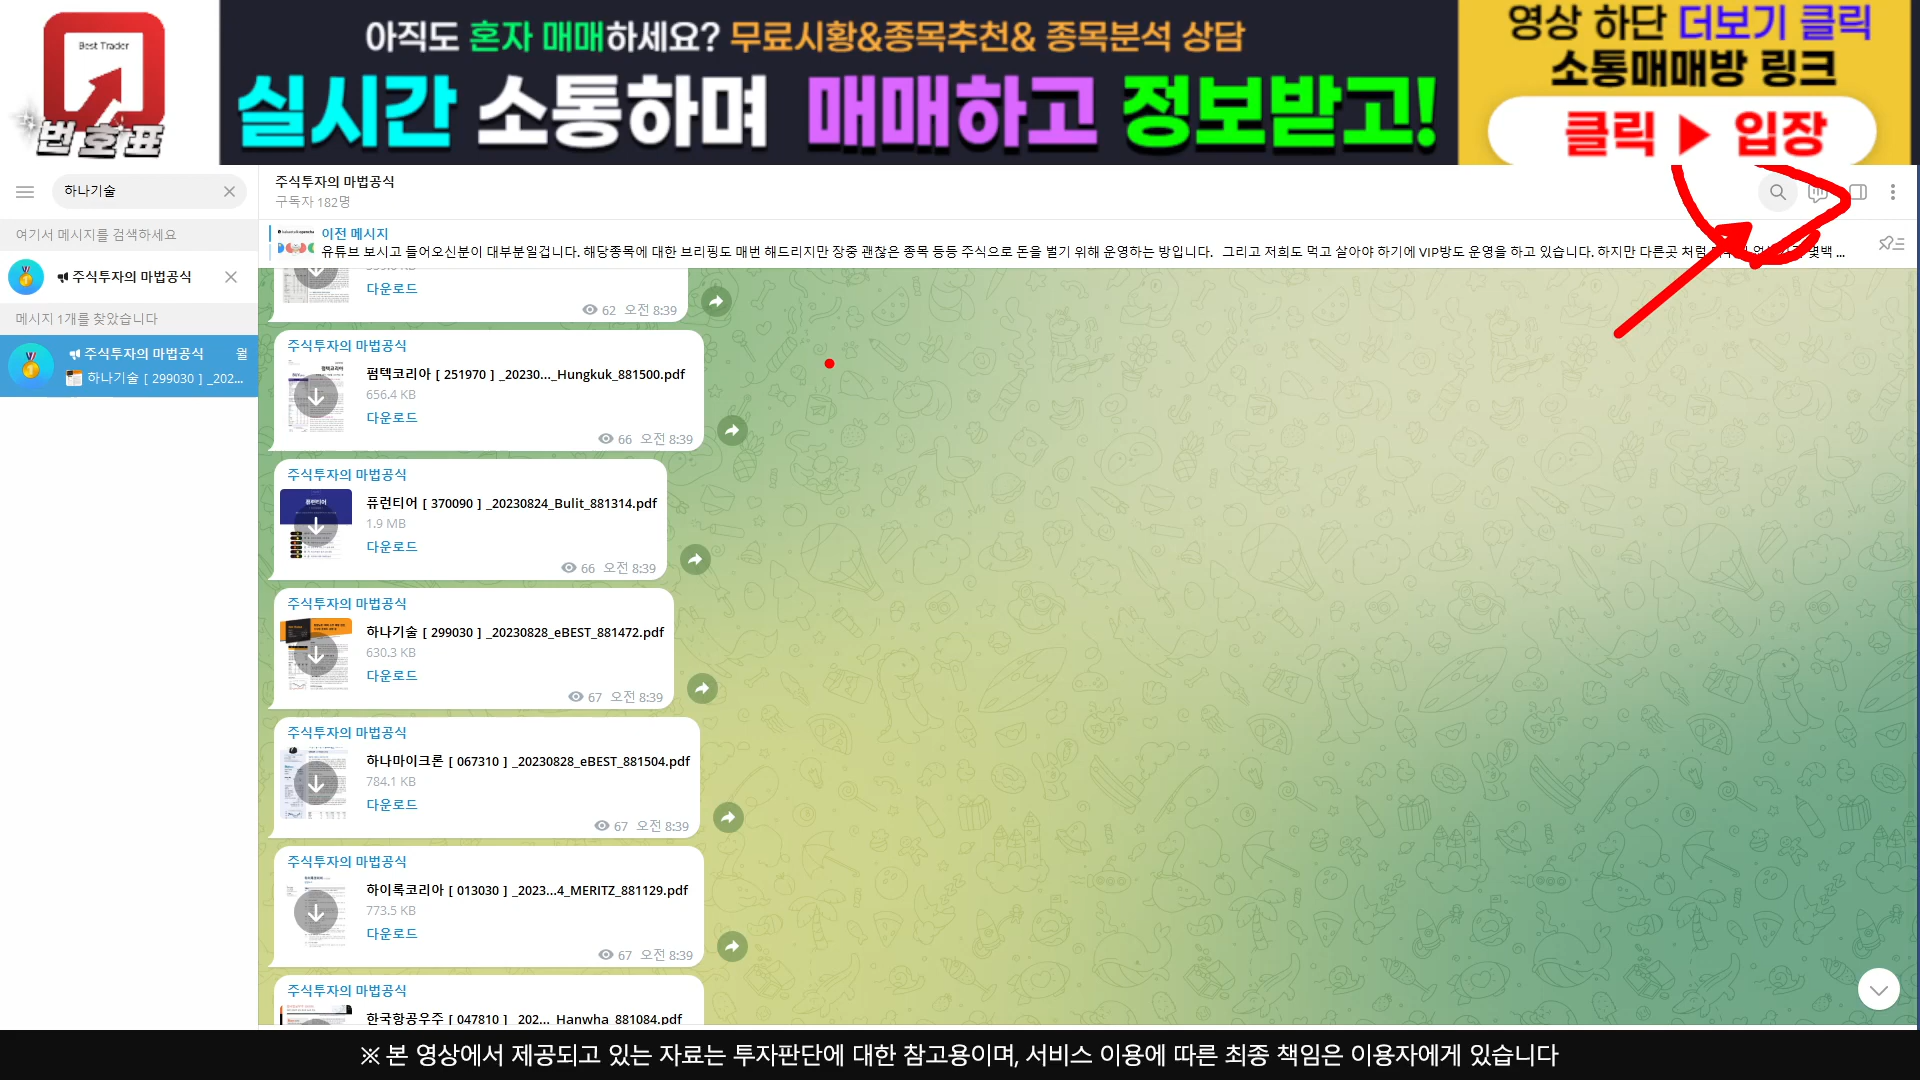 Best Trader
번호표
아직도 혼자 매매하세요? 무료시황&종목추천& 종목분석 상담
실시간 소통하며 매매하고 정보받고!
영상 하단 더보기 클릭
소통매매방 링크
클릭 ▶ 입장
하나기술
여기서 메시지를 검색하세요
주식투자의 마법공식
메시지 1개를 찾았습니다
주식투자의 마법공식 월
하나기술 [ 299030 ] _202...
주식투자의 마법공식
구독자 182명
이전 메시지
유튜브 보시고 들어오신분이 대부분일겁니다. 해당종목에 대한 브리핑도 매번 해드리지만 장중 괜찮은 종목 등등 주식으로 돈을 벌기 위해 운영하는 방입니다. 그리고 저희도 먹고 살아야 하기에 VIP방도 운영을 하고 있습니다. 하지만 다른곳 처럼 몇백 ...
다운로드
62 오전 8:39
주식투자의 마법공식
펌텍코리아 [ 251970 ] _20230..._Hungkuk_881500.pdf
656.4 KB
다운로드
66 오전 8:39
주식투자의 마법공식
퓨런티어
퓨런티어 [ 370090 ] _20230824_Bulit_881314.pdf
1.9 MB
다운로드
66 오전 8:39
주식투자의 마법공식
하나기술 [ 299030 ] _20230828_eBEST_881472.pdf
630.3 KB
다운로드
67 오전 8:39
주식투자의 마법공식
하나마이크론 [ 067310 ] _20230828_eBEST_881504.pdf
784.1 KB
다운로드
67 오전 8:39
주식투자의 마법공식
하이록코리아 [ 013030 ] _2023...4_MERITZ_881129.pdf
773.5 KB
다운로드
67 오전 8:39
주식투자의 마법공식
한국항공우주 [ 047810 ] _202..._Hanwha_881084.pdf
※ 본 영상에서 제공되고 있는 자료는 투자판단에 대한 참고용이며, 서비스 이용에 따른 최종 책임은 이용자에게 있습니다